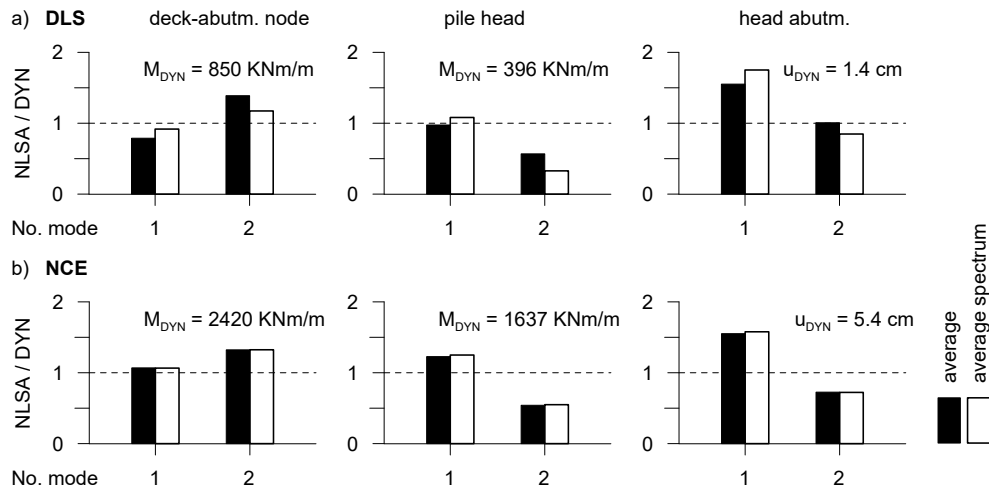 a) DLS deck-abutm. node pile head head abutm.
NLSA / DYN
2
1
0
M_DYN = 850 KNm/m
2
1
0
M_DYN = 396 KNm/m
2
1
0
u_DYN = 1.4 cm
No. mode 1 2 1 2 1 2
b) NCE
NLSA / DYN
2
1
0
M_DYN = 2420 KNm/m
2
1
0
M_DYN = 1637 KNm/m
2
1
0
u_DYN = 5.4 cm
No. mode 1 2 1 2 1 2
average
average spectrum